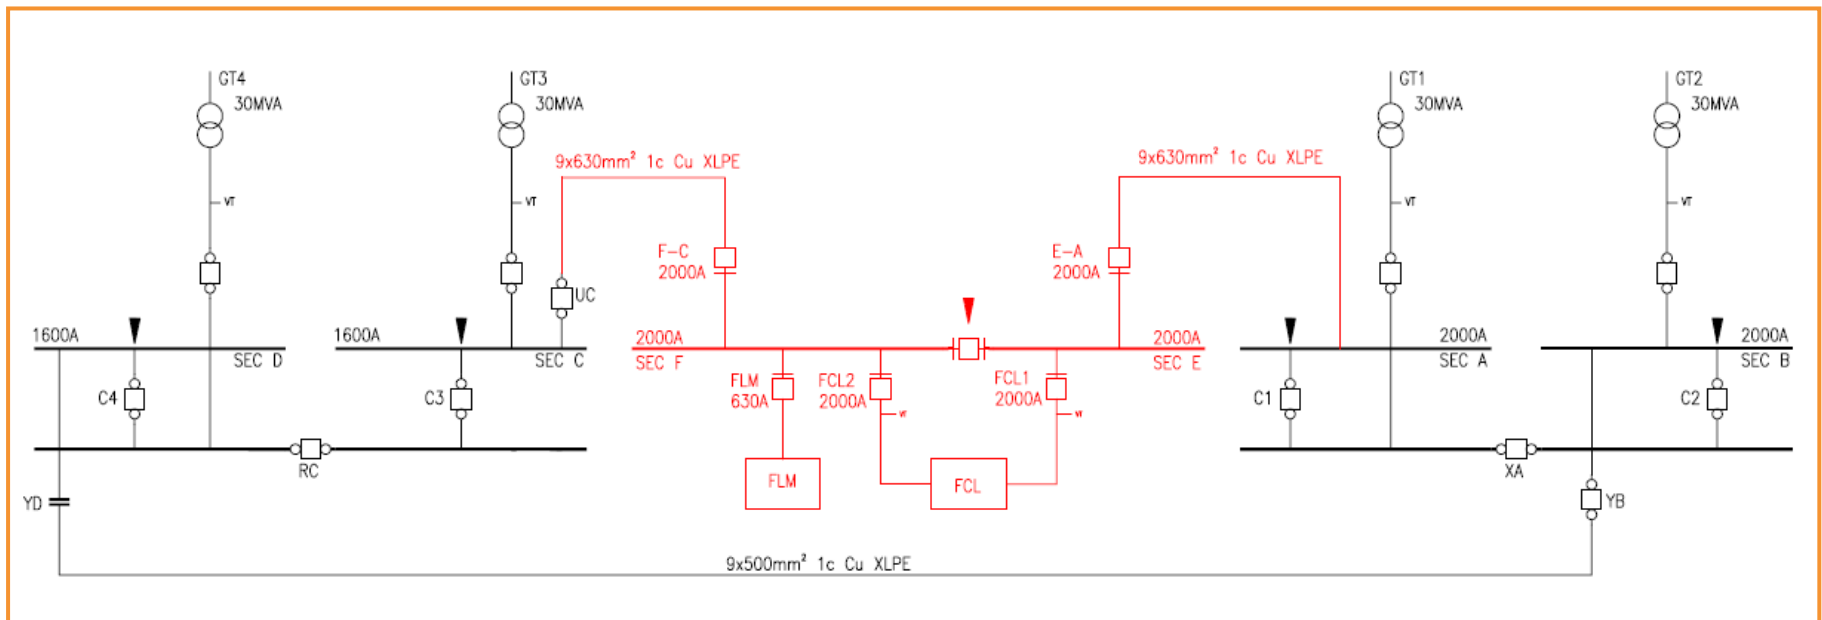 GT4
30MVA
GT3
30MVA
GT1
30MVA
GT2
30MVA
9x630mm² 1c Cu XLPE
9x630mm² 1c Cu XLPE
VT
VT
VT
VT
F-C
2000A
E-A
2000A
UC
1600A
SEC D
1600A
SEC C
2000A
SEC F
2000A
SEC E
2000A
SEC A
2000A
SEC B
C4
C3
FLM
630A
FCL2
2000A
FCL1
2000A
C1
C2
VT
VT
RC
XA
FLM
FCL
YD
YB
9x500mm² 1c Cu XLPE